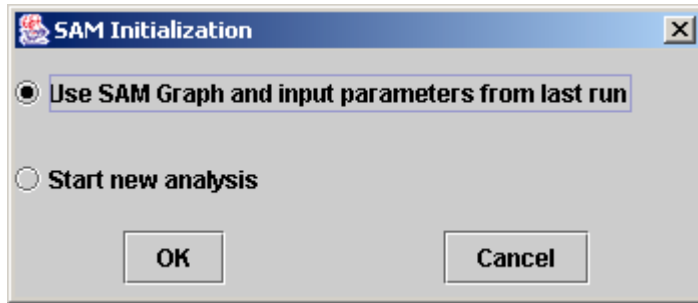 SAM Initialization
Use SAM Graph and input parameters from last run
Start new analysis
OK
Cancel